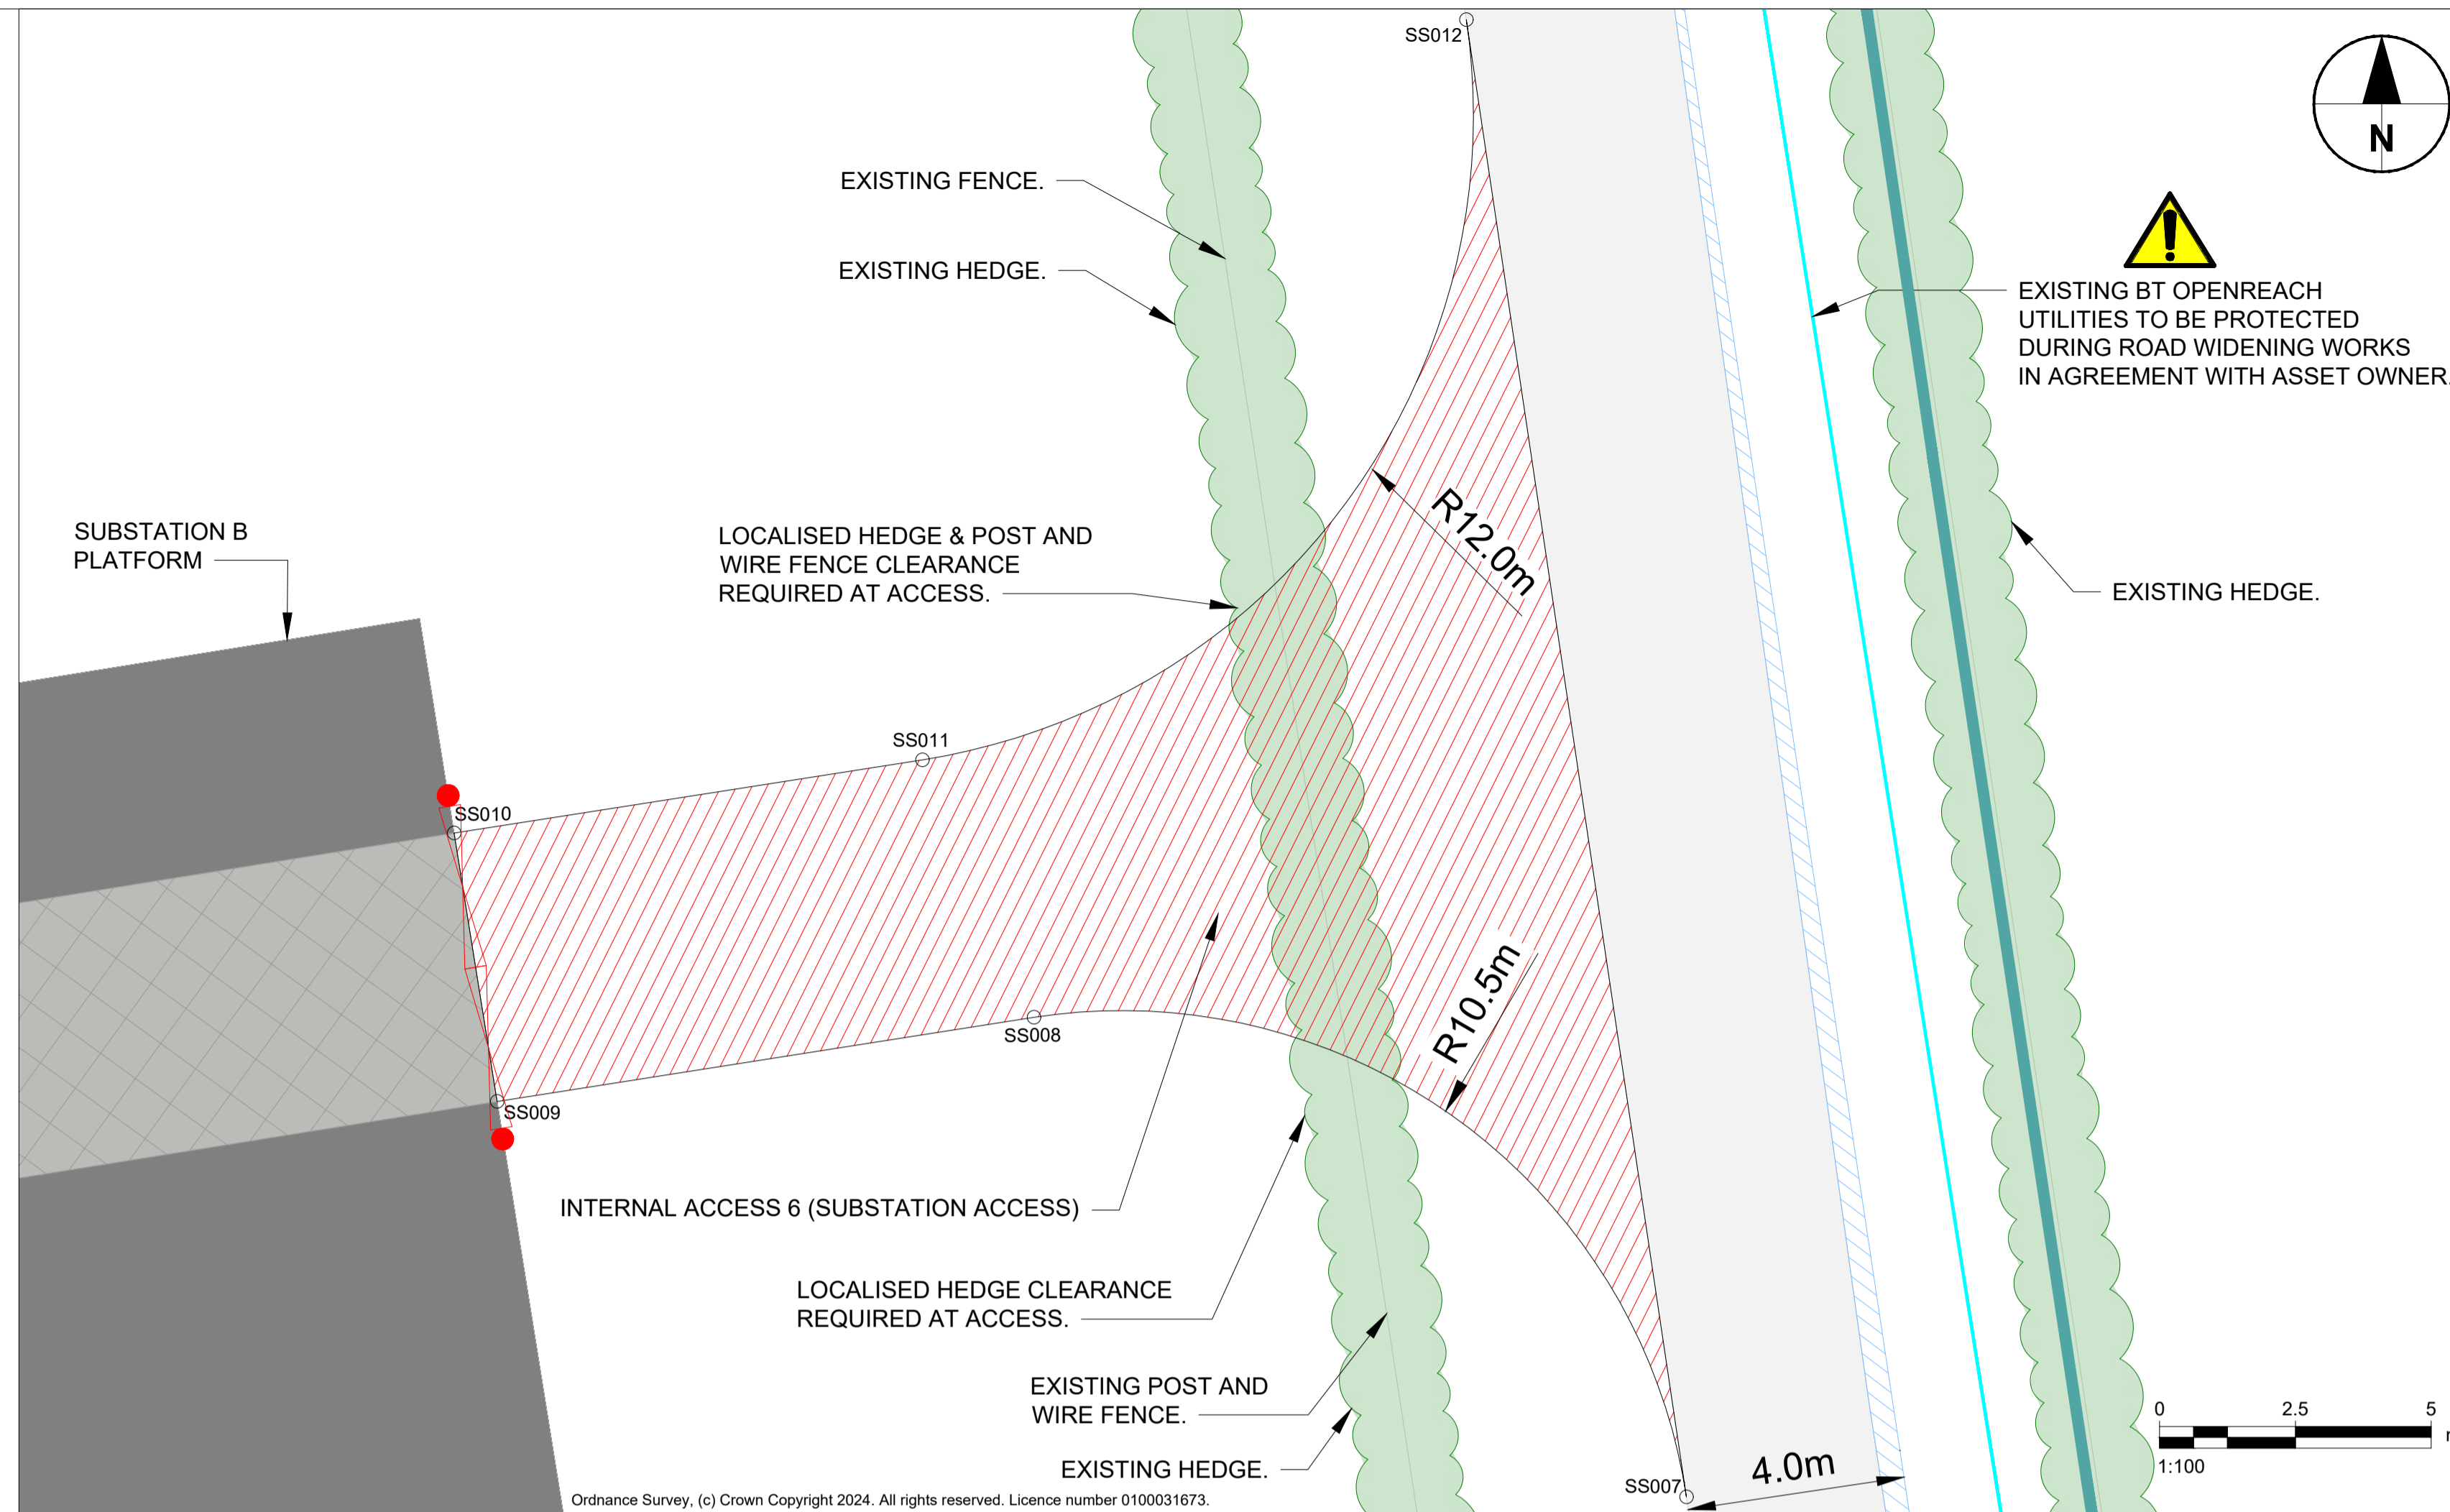 SS012
N
EXISTING FENCE.
EXISTING HEDGE.
EXISTING BT OPENREACH
UTILITIES TO BE PROTECTED
DURING ROAD WIDENING WORKS
IN AGREEMENT WITH ASSET OWNER.
SUBSTATION B
PLATFORM
LOCALISED HEDGE & POST AND
WIRE FENCE CLEARANCE
REQUIRED AT ACCESS.
R12.0m
EXISTING HEDGE.
SS011
SS010
R10.5m
SS008
SS009
INTERNAL ACCESS 6 (SUBSTATION ACCESS)
LOCALISED HEDGE CLEARANCE
REQUIRED AT ACCESS.
EXISTING POST AND
WIRE FENCE.
EXISTING HEDGE.
SS007
4.0m
0 2.5 5
1:100
Ordnance Survey, (c) Crown Copyright 2024. All rights reserved. Licence number 0100031673.